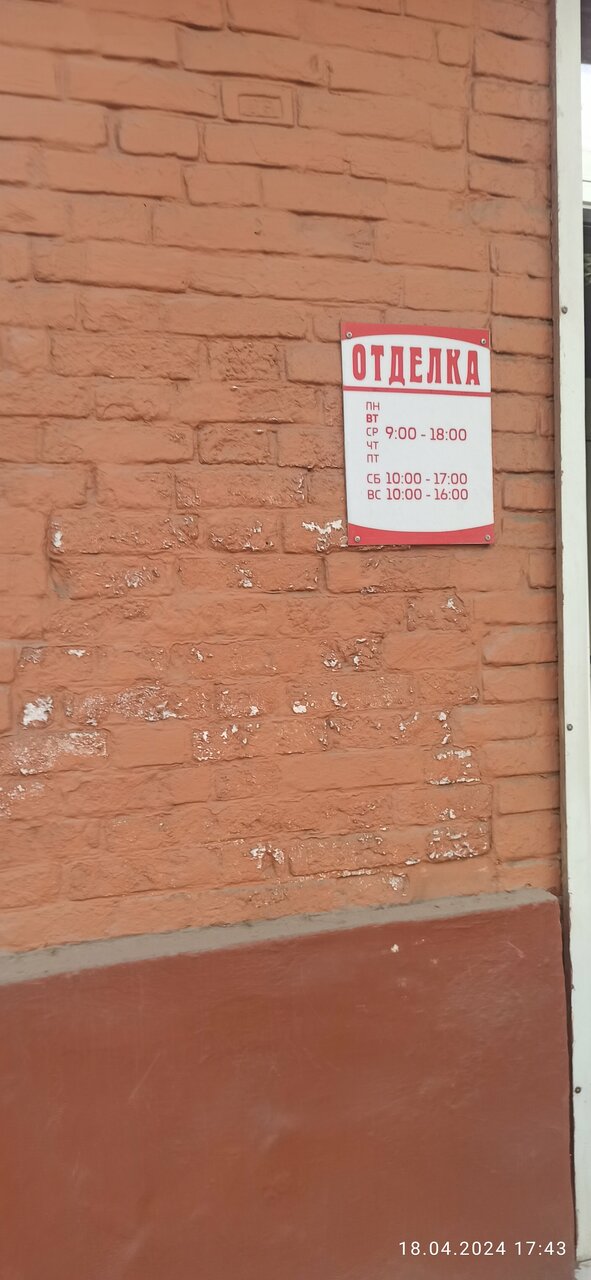 ОТДЕЛКА
ПН
ВТ
СР 9:00 - 18:00
ЧТ
ПТ
СБ 10:00 - 17:00
ВС 10:00 - 16:00
18.04.2024 17:43